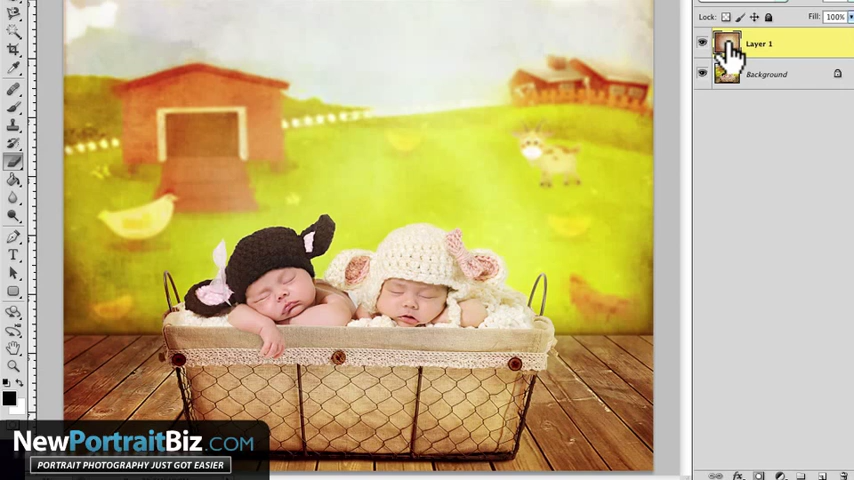 Lock: Fill: 100%
Layer 1
Background
NewPortraitBiz.COM
PORTRAIT PHOTOGRAPHY JUST GOT EASIER